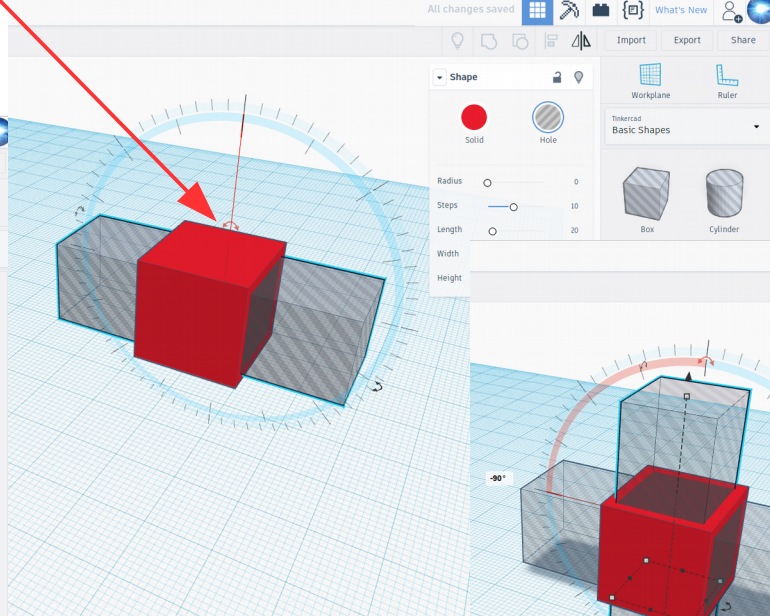 All changes saved
What's New
Import Export Share
Shape
Solid Hole
Workplane Ruler
Tinkercad
Basic Shapes
Radius 0
Steps 10
Length 20
Width
Height
Box Cylinder
-90°